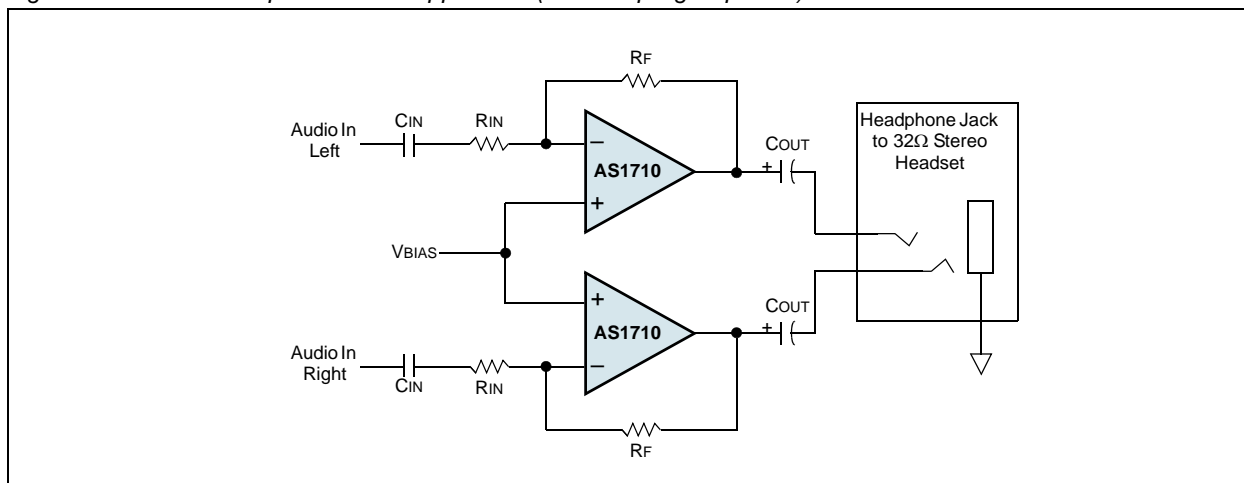 RF
CIN
RIN
Audio In
Left
−
AS1710
+
COUT
+
Headphone Jack
to 32Ω Stereo
Headset
VBIAS
+
AS1710
−
COUT
+
Audio In
Right
CIN
RIN
RF